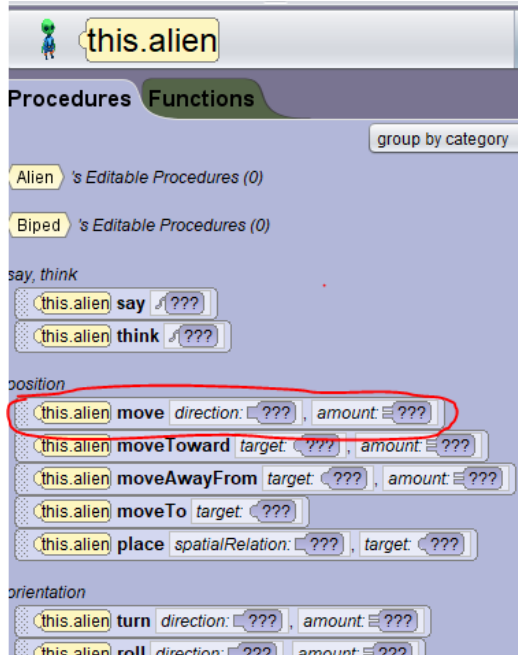 this.alien
Procedures Functions
group by category
Alien 's Editable Procedures (0)
Biped 's Editable Procedures (0)
say, think
this.alien say ???
this.alien think ???
position
this.alien move direction: ??? , amount: ???
this.alien moveToward target: ??? , amount: ???
this.alien moveAwayFrom target: ??? , amount: ???
this.alien moveTo target: ???
this.alien place spatialRelation: ??? , target: ???
orientation
this.alien turn direction: ??? , amount: ???
this.alien roll direction: ??? , amount: ???